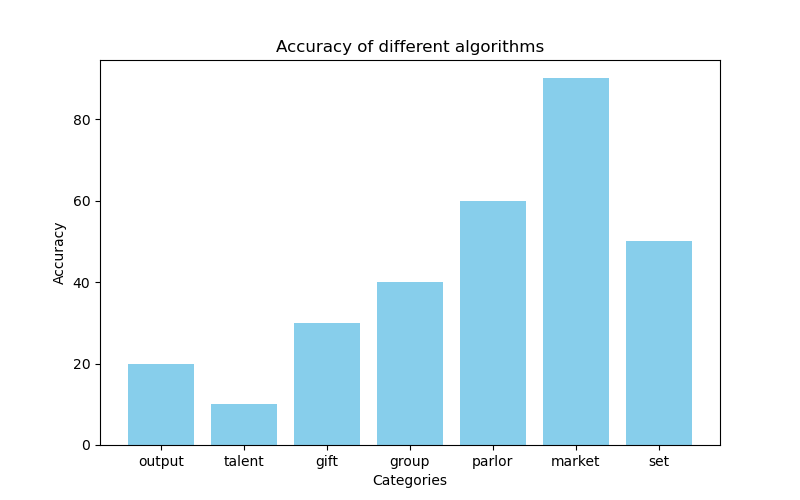 Accuracy of different algorithms
Accuracy
80
60
40
20
0
output talent gift group parlor market set
Categories